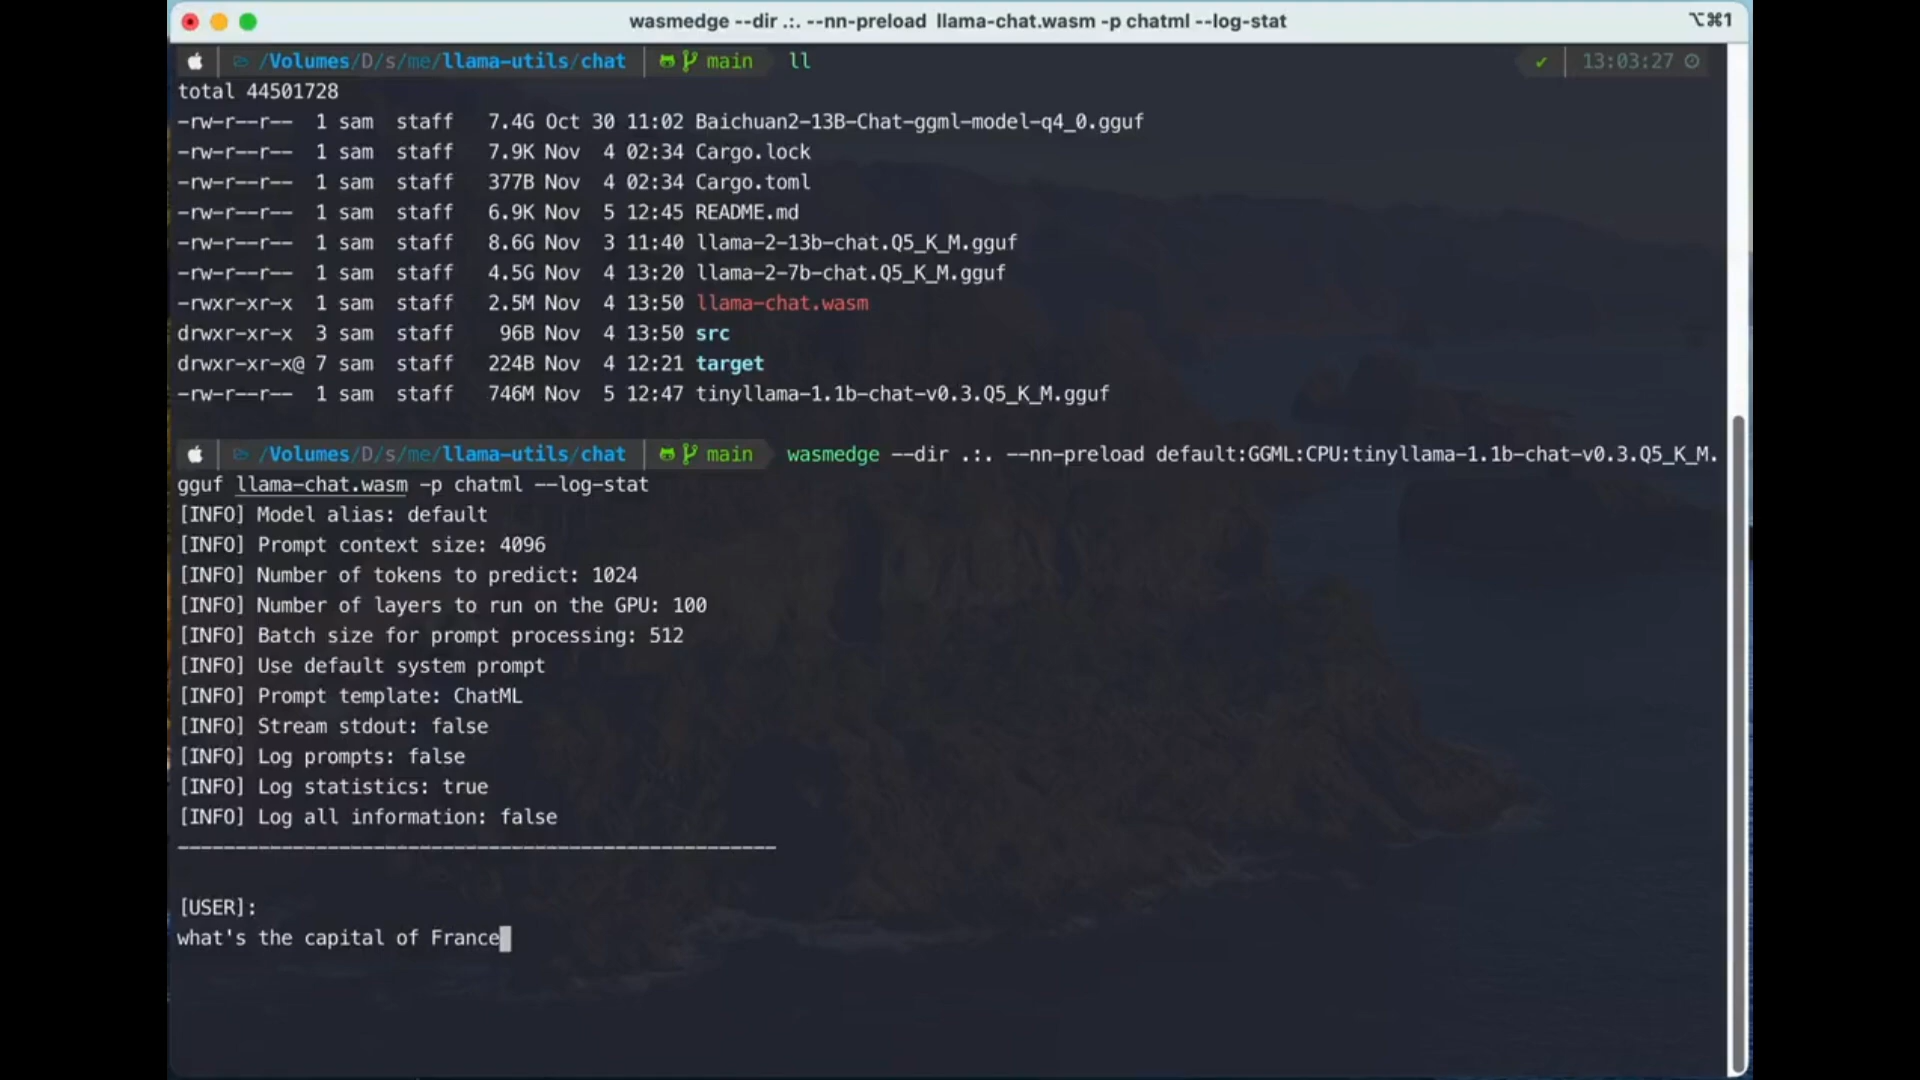 wasmedge --dir .:. --nn-preload  llama-chat.wasm -p chatml --log-stat
⌥⌘1
/Volumes/D/s/me/llama-utils/chat main ll ✔ 13:03:27
total 44501728
-rw-r--r--  1 sam  staff   7.4G Oct 30 11:02 Baichuan2-13B-Chat-ggml-model-q4_0.gguf
-rw-r--r--  1 sam  staff   7.9K Nov  4 02:34 Cargo.lock
-rw-r--r--  1 sam  staff   377B Nov  4 02:34 Cargo.toml
-rw-r--r--  1 sam  staff   6.9K Nov  5 12:45 README.md
-rw-r--r--  1 sam  staff   8.6G Nov  3 11:40 llama-2-13b-chat.Q5_K_M.gguf
-rw-r--r--  1 sam  staff   4.5G Nov  4 13:20 llama-2-7b-chat.Q5_K_M.gguf
-rwxr-xr-x  1 sam  staff   2.5M Nov  4 13:50 llama-chat.wasm
drwxr-xr-x  3 sam  staff    96B Nov  4 13:50 src
drwxr-xr-x@ 7 sam  staff   224B Nov  4 12:21 target
-rw-r--r--  1 sam  staff   746M Nov  5 12:47 tinyllama-1.1b-chat-v0.3.Q5_K_M.gguf
/Volumes/D/s/me/llama-utils/chat main wasmedge --dir .:. --nn-preload default:GGML:CPU:tinyllama-1.1b-chat-v0.3.Q5_K_M.
gguf llama-chat.wasm -p chatml --log-stat
[INFO] Model alias: default
[INFO] Prompt context size: 4096
[INFO] Number of tokens to predict: 1024
[INFO] Number of layers to run on the GPU: 100
[INFO] Batch size for prompt processing: 512
[INFO] Use default system prompt
[INFO] Prompt template: ChatML
[INFO] Stream stdout: false
[INFO] Log prompts: false
[INFO] Log statistics: true
[INFO] Log all information: false
----------------------------------------------------
[USER]:
what's the capital of France